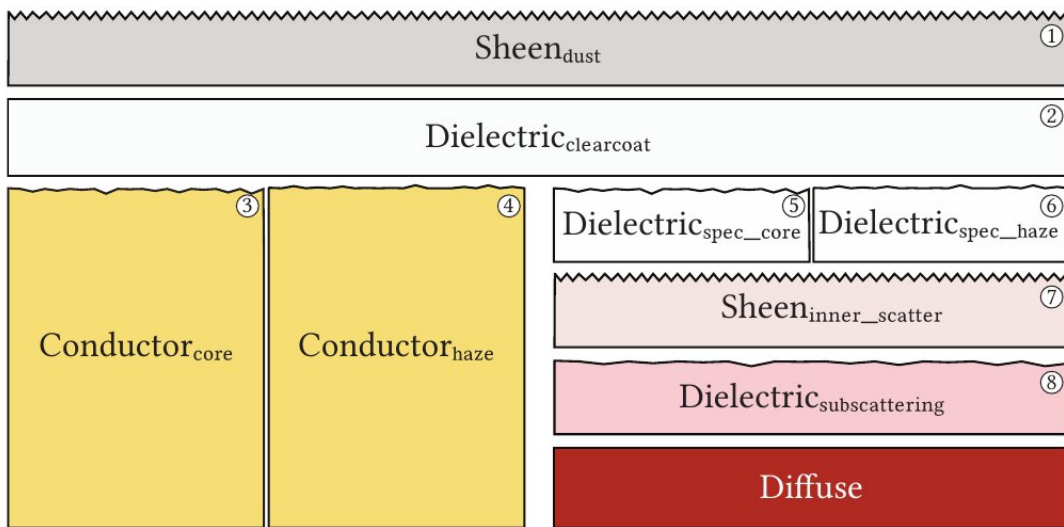 Sheen_dust ①
Dielectric_clearcoat ②
Conductor_core ③
Conductor_haze ④
Dielectric_spec_core ⑤
Dielectric_spec_haze ⑥
Sheen_inner_scatter ⑦
Dielectric_subscattering ⑧
Diffuse